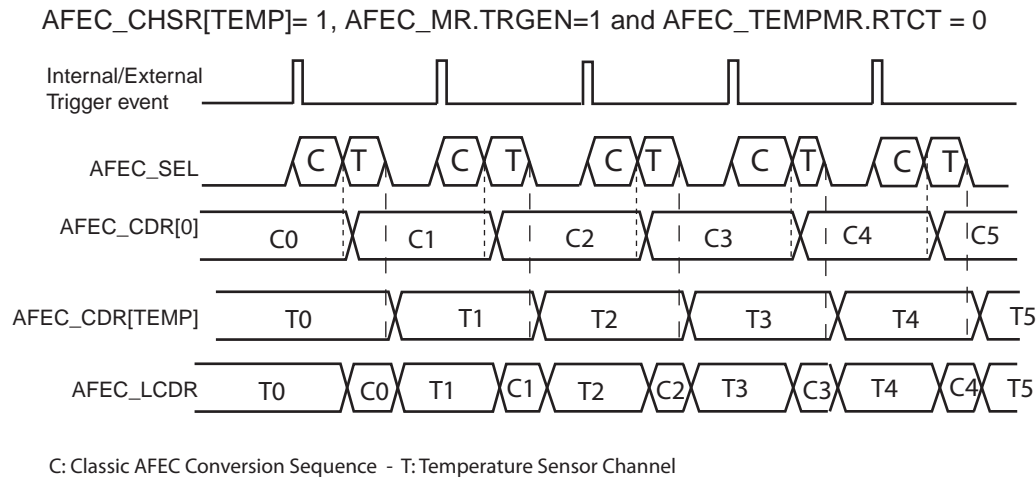 AFEC_CHSR[TEMP]= 1, AFEC_MR.TRGEN=1 and AFEC_TEMPMR.RTCT = 0
Internal/External
Trigger event
AFEC_SEL C T C T C T C T C T
AFEC_CDR[0] C0 C1 C2 C3 C4 C5
AFEC_CDR[TEMP] T0 T1 T2 T3 T4 T5
AFEC_LCDR T0 C0 T1 C1 T2 C2 T3 C3 T4 C4 T5
C: Classic AFEC Conversion Sequence - T: Temperature Sensor Channel